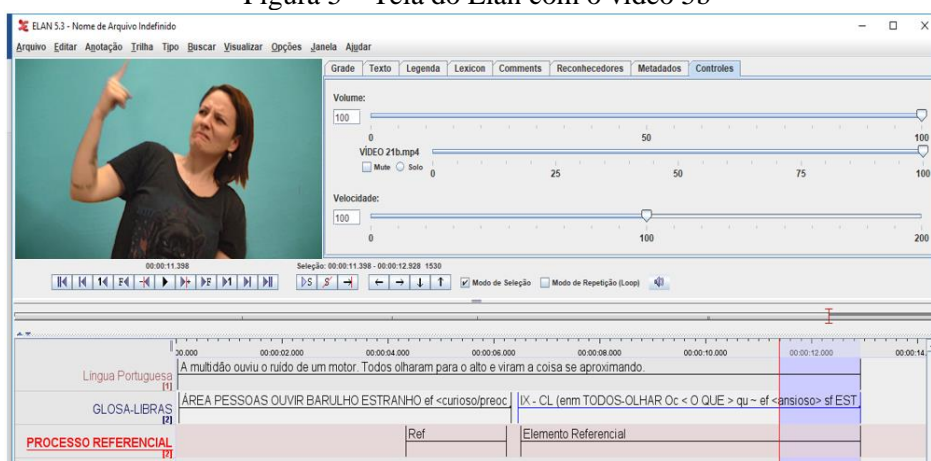 Figura 3 – Tela do Elan com o vídeo 3b
ELAN 5.3 - Nome de Arquivo Indefinido
Arquivo Editar Anotação Trilha Tipo Buscar Visualizar Opções Janela Ajudar
Grade Texto Legenda Lexicon Comments Reconhecedores Metadados Controles
Volume:
100
0 50 100
VÍDEO 21b.mp4
Mute Solo
0 25 50 75 100
Velocidade:
100
0 100 200
00:00:11.398
Seleção: 00:00:11.398 - 00:00:12.928 1530
Modo de Seleção Modo de Repetição (Loop)
00.000 00:00:02.000 00:00:04.000 00:00:06.000 00:00:08.000 00:00:10.000 00:00:12.000 00:00:14.
Língua Portuguesa
[1]
A multidão ouviu o ruído de um motor. Todos olharam para o alto e viram a coisa se aproximando.
GLOSA-LIBRAS
[2]
ÁREA PESSOAS OUVIR BARULHO ESTRANHO ef <curioso/preoc
IX - CL (enm TODOS-OLHAR Oc < O QUE > qu ~ ef <ansioso> sf EST
PROCESSO REFERENCIAL
[2]
Ref
Elemento Referencial